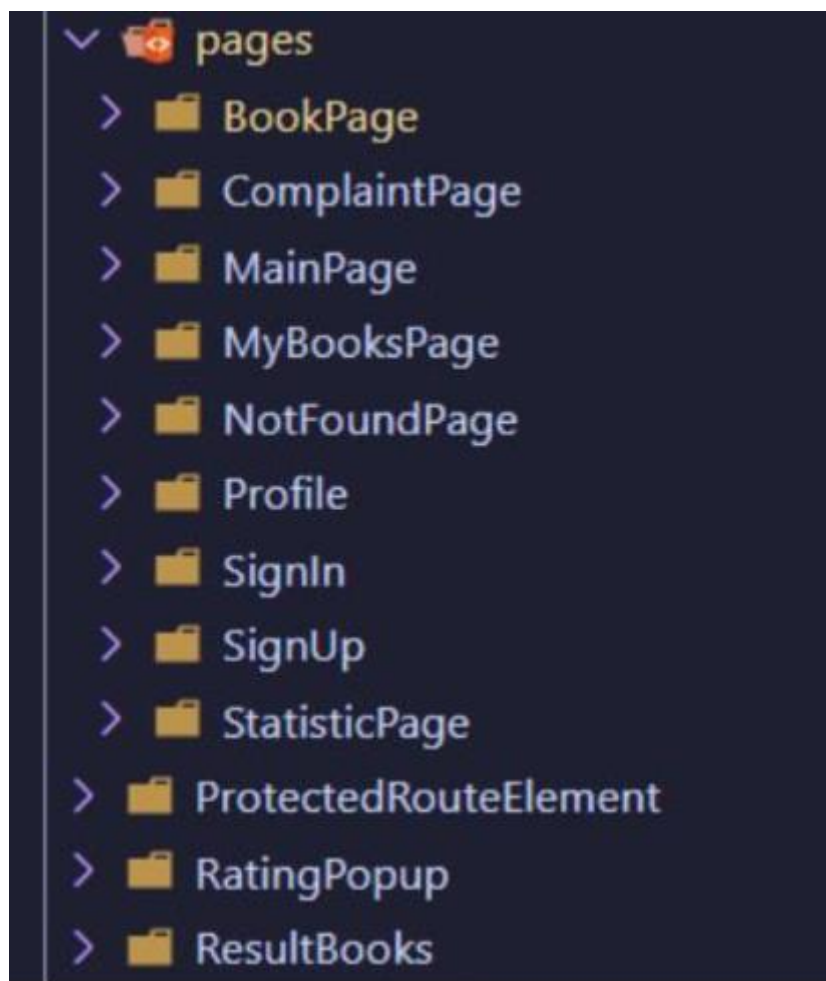 pages
BookPage
ComplaintPage
MainPage
MyBooksPage
NotFoundPage
Profile
SignIn
SignUp
StatisticPage
ProtectedRouteElement
RatingPopup
ResultBooks